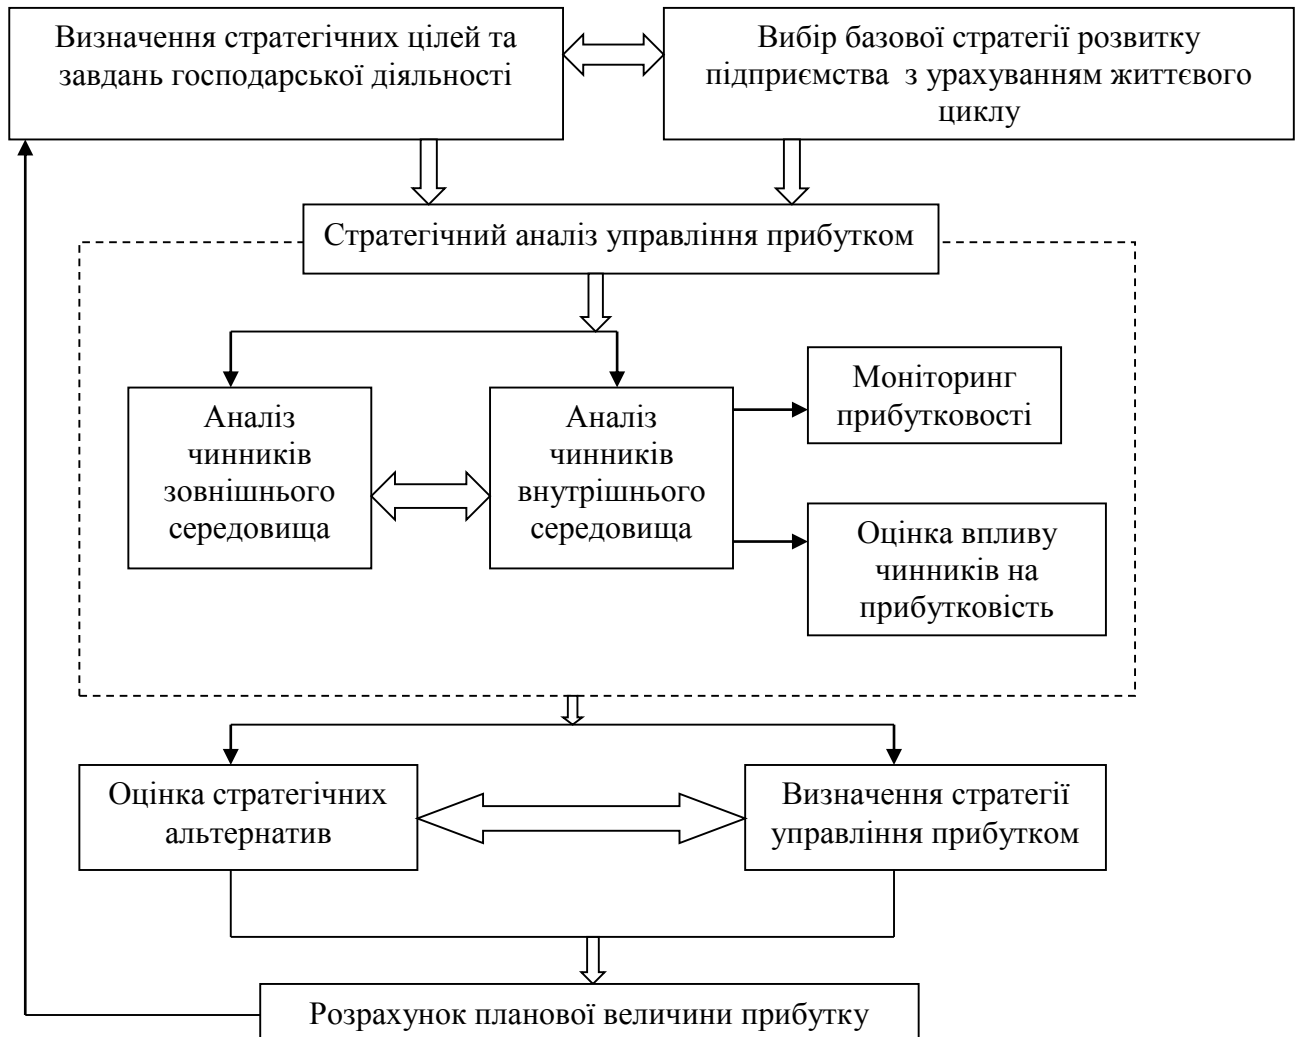 Визначення стратегічних цілей та
завдань господарської діяльності
Вибір базової стратегії розвитку
підприємства з урахуванням життєвого
циклу
Стратегічний аналіз управління прибутком
Аналіз
чинників
зовнішнього
середовища
Аналіз
чинників
внутрішнього
середовища
Моніторинг
прибутковості
Оцінка впливу
чинників на
прибутковість
Оцінка стратегічних
альтернатив
Визначення стратегії
управління прибутком
Розрахунок планової величини прибутку